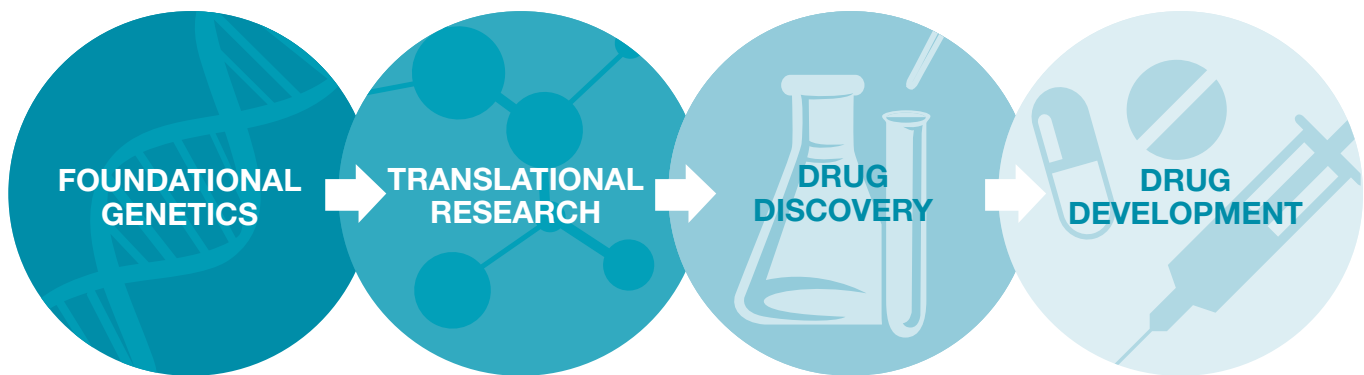 FOUNDATIONAL
GENETICS
TRANSLATIONAL
RESEARCH
DRUG
DISCOVERY
DRUG
DEVELOPMENT